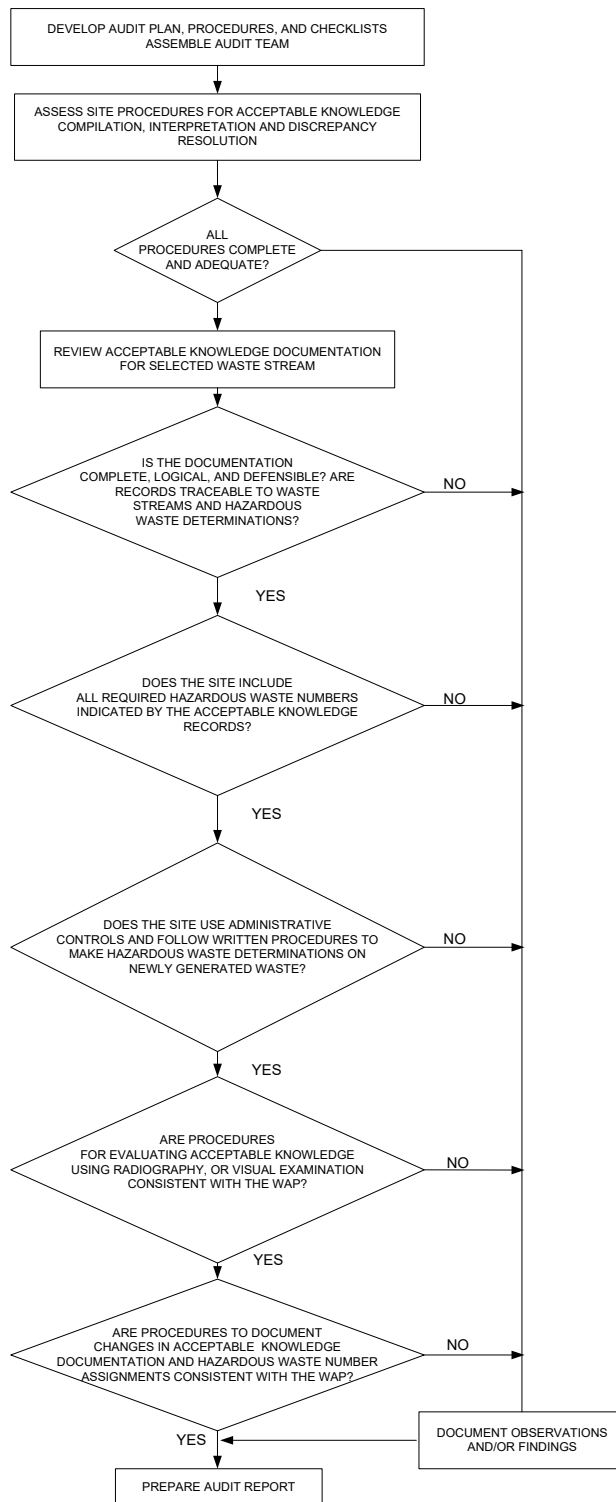 DEVELOP AUDIT PLAN, PROCEDURES, AND CHECKLISTS
ASSEMBLE AUDIT TEAM
ASSESS SITE PROCEDURES FOR ACCEPTABLE KNOWLEDGE
COMPILATION, INTERPRETATION AND DISCREPANCY
RESOLUTION
ALL
PROCEDURES COMPLETE
AND ADEQUATE?
REVIEW ACCEPTABLE KNOWLEDGE DOCUMENTATION
FOR SELECTED WASTE STREAM
IS THE DOCUMENTATION
COMPLETE, LOGICAL, AND DEFENSIBLE? ARE
RECORDS TRACEABLE TO WASTE
STREAMS AND HAZARDOUS
WASTE DETERMINATIONS?
NO
YES
DOES THE SITE INCLUDE
ALL REQUIRED HAZARDOUS WASTE NUMBERS
INDICATED BY THE ACCEPTABLE KNOWLEDGE
RECORDS?
NO
YES
DOES THE SITE USE ADMINISTRATIVE
CONTROLS AND FOLLOW WRITTEN PROCEDURES TO
MAKE HAZARDOUS WASTE DETERMINATIONS ON
NEWLY GENERATED WASTE?
NO
YES
ARE PROCEDURES
FOR EVALUATING ACCEPTABLE KNOWLEDGE
USING RADIOGRAPHY, OR VISUAL EXAMINATION
CONSISTENT WITH THE WAP?
NO
YES
ARE PROCEDURES TO DOCUMENT
CHANGES IN ACCEPTABLE KNOWLEDGE
DOCUMENTATION AND HAZARDOUS WASTE NUMBER
ASSIGNMENTS CONSISTENT WITH THE WAP?
NO
YES
DOCUMENT OBSERVATIONS
AND/OR FINDINGS
PREPARE AUDIT REPORT